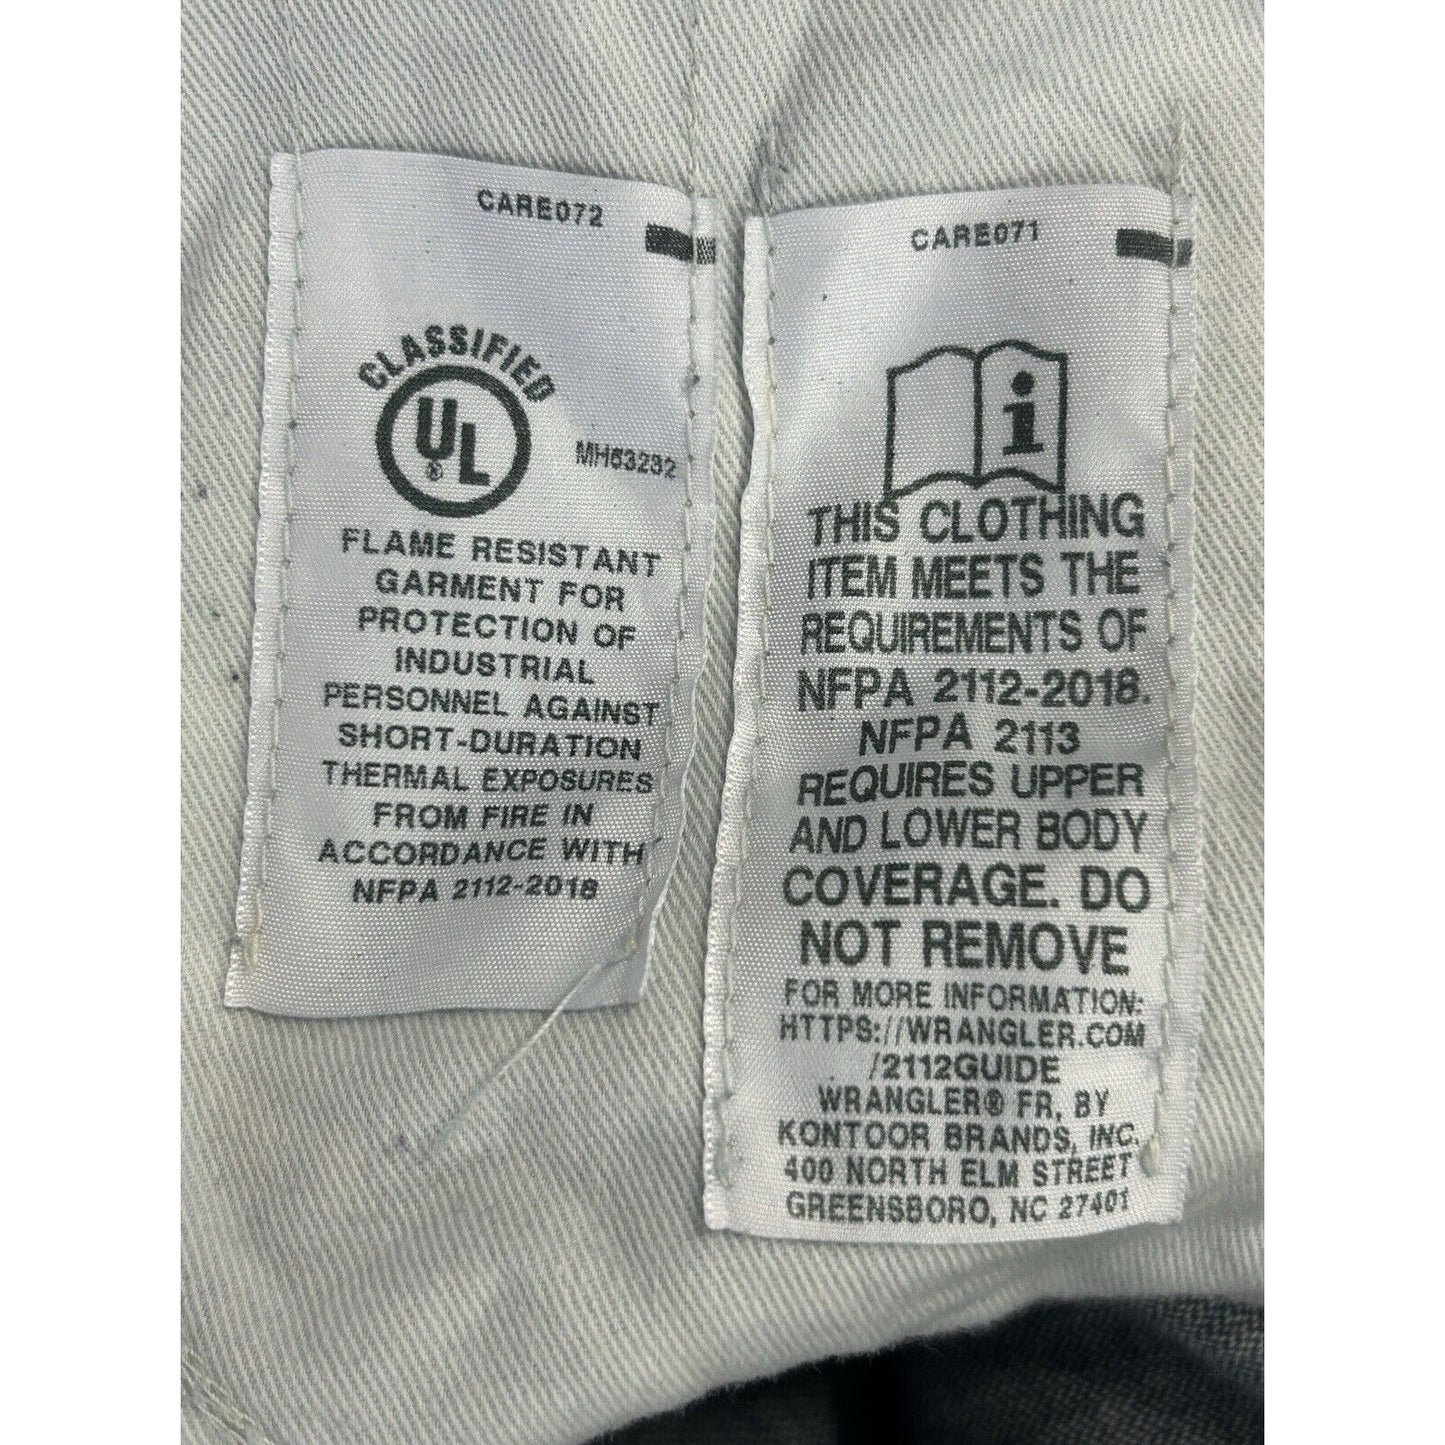 CARE072
CLASSIFIED
UL
®
MH63232
FLAME RESISTANT
GARMENT FOR
PROTECTION OF
INDUSTRIAL
PERSONNEL AGAINST
SHORT-DURATION
THERMAL EXPOSURES
FROM FIRE IN
ACCORDANCE WITH
NFPA 2112-2018
CARE071
i
THIS CLOTHING
ITEM MEETS THE
REQUIREMENTS OF
NFPA 2112-2018.
NFPA 2113
REQUIRES UPPER
AND LOWER BODY
COVERAGE. DO
NOT REMOVE
FOR MORE INFORMATION:
HTTPS://WRANGLER.COM
/2112GUIDE
WRANGLER® FR, BY
KONTOOR BRANDS, INC.
400 NORTH ELM STREET
GREENSBORO, NC 27401